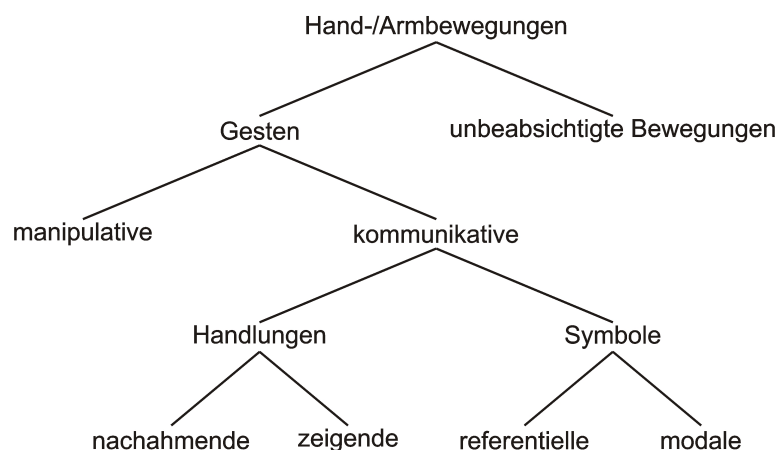 Hand-/Armbewegungen
Gesten
unbeabsichtigte Bewegungen
manipulative
kommunikative
Handlungen
Symbole
nachahmende
zeigende
referentielle
modale